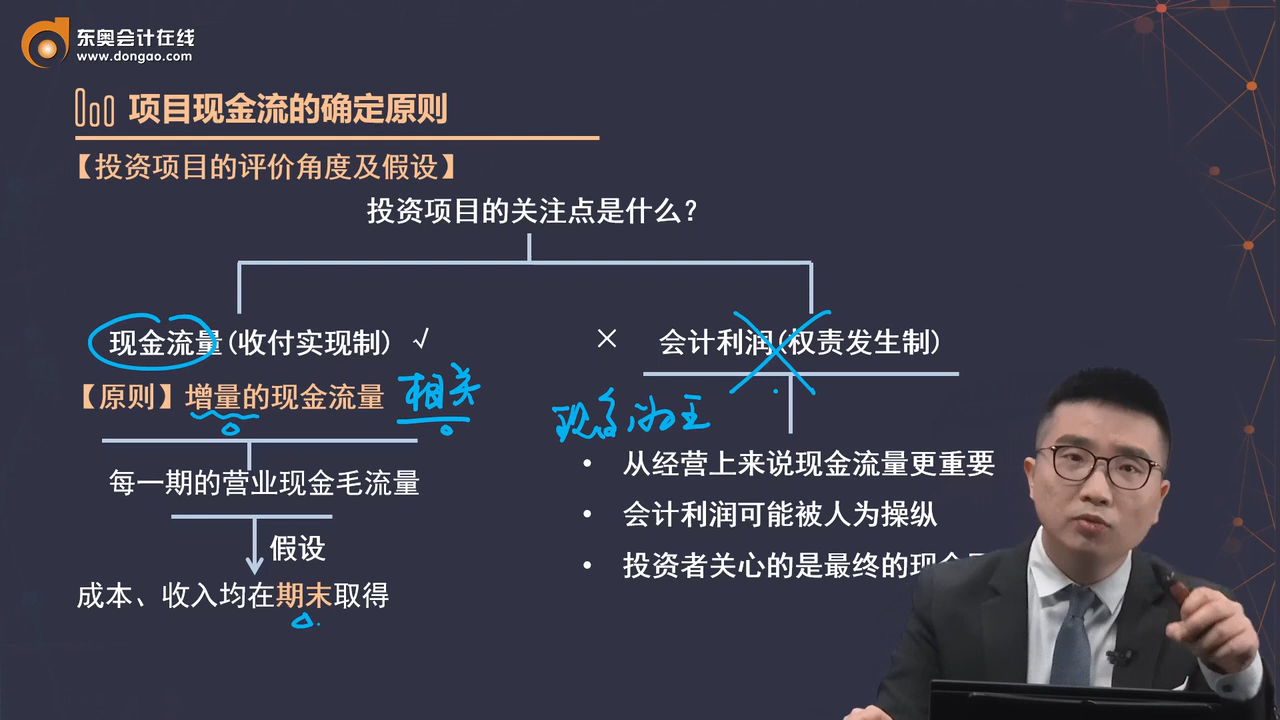 东奥会计在线
www.dongao.com
项目现金流的确定原则
【投资项目的评价角度及假设】
投资项目的关注点是什么？
现金流量(收付实现制) √
× 会计利润(权责发生制)
【原则】增量的现金流量 相关
现金为王
每一期的营业现金毛流量
假设
成本、收入均在期末取得
• 从经营上来说现金流量更重要
• 会计利润可能被人为操纵
• 投资者关心的是最终的现金